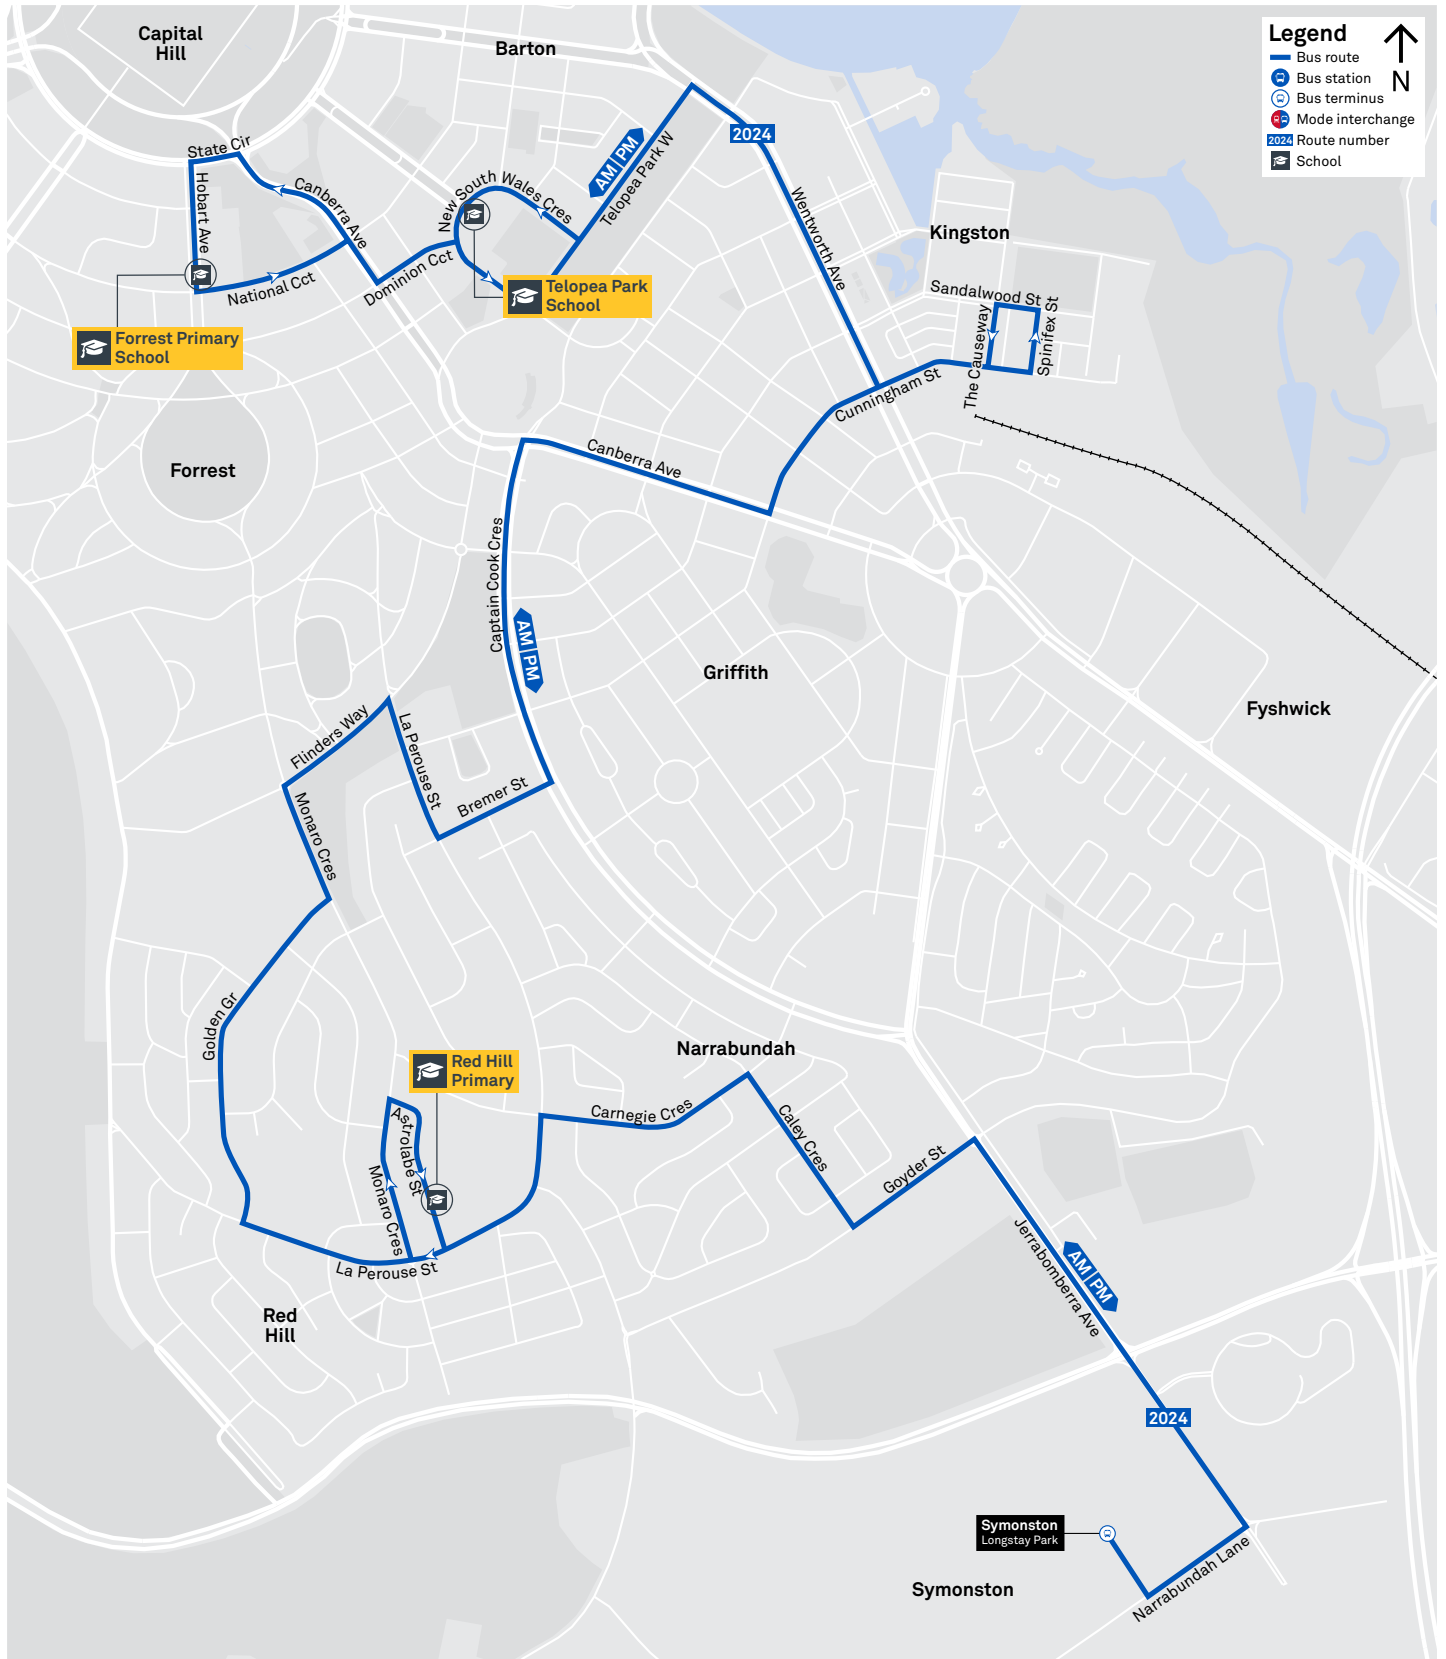 Capital
Hill
Barton
Legend
N
Bus route
Bus station
Bus terminus
Mode interchange
2024 Route number
School
2024
State Cir
Hobart Ave
Canberra Ave
National Cct
Dominion Cct
New South Wales Cres
AM|PM
Telopea Park W
Wentworth Ave
Kingston
Sandalwood St
Spinifex St
The Causeway
Cunningham St
Telopea Park
School
Forrest Primary
School
Forrest
Canberra Ave
Captain Cook Cres
AM|PM
Griffith
Fyshwick
Flinders Way
La Perouse St
Bremer St
Monaro Cres
Golden Gr
Narrabundah
Red Hill
Primary
Astrolabe St
Monaro Cres
La Perouse St
Carnegie Cres
Caley Cres
Goyder St
Jerrabomberra Ave
AM|PM
Red
Hill
2024
Symonston
Longstay Park
Narrabundah Lane
Symonston